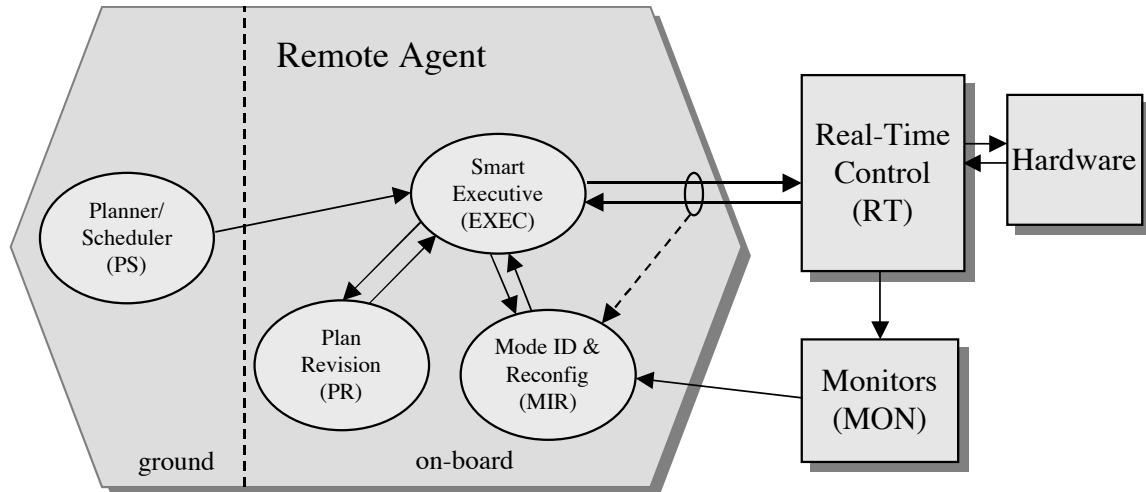 Remote Agent
Planner/
Scheduler
(PS)
Smart
Executive
(EXEC)
Plan
Revision
(PR)
Mode ID &
Reconfig
(MIR)
ground
on-board
Real-Time
Control
(RT)
Hardware
Monitors
(MON)